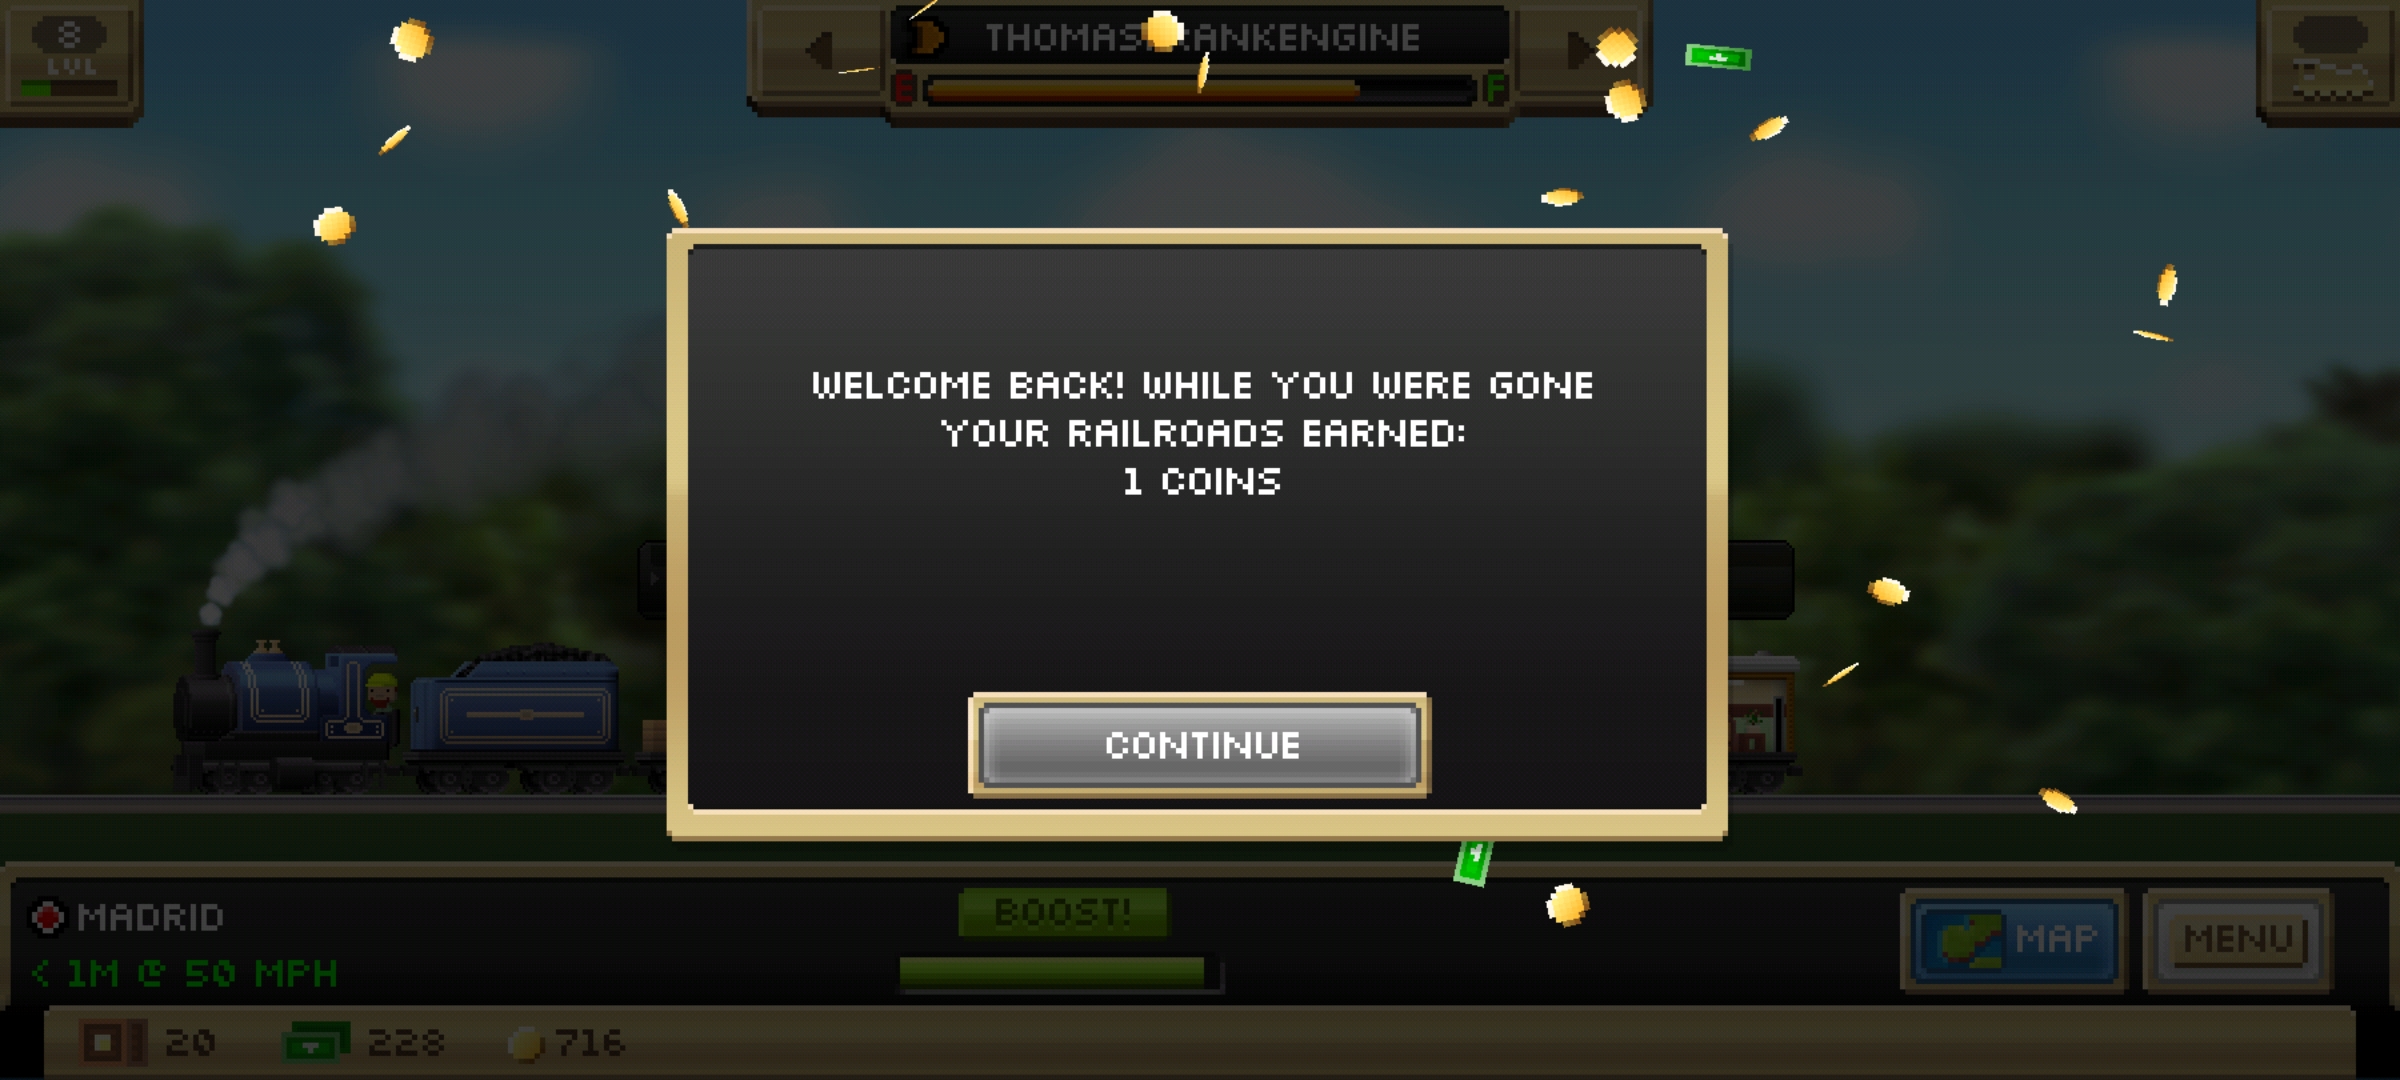 8
LVL
THOMAS ANKENGINE
E
F
WELCOME BACK! WHILE YOU WERE GONE
YOUR RAILROADS EARNED:
1 COINS
CONTINUE
MADRID
< 1M @ 50 MPH
BOOST!
MAP
MENU
20
228
716